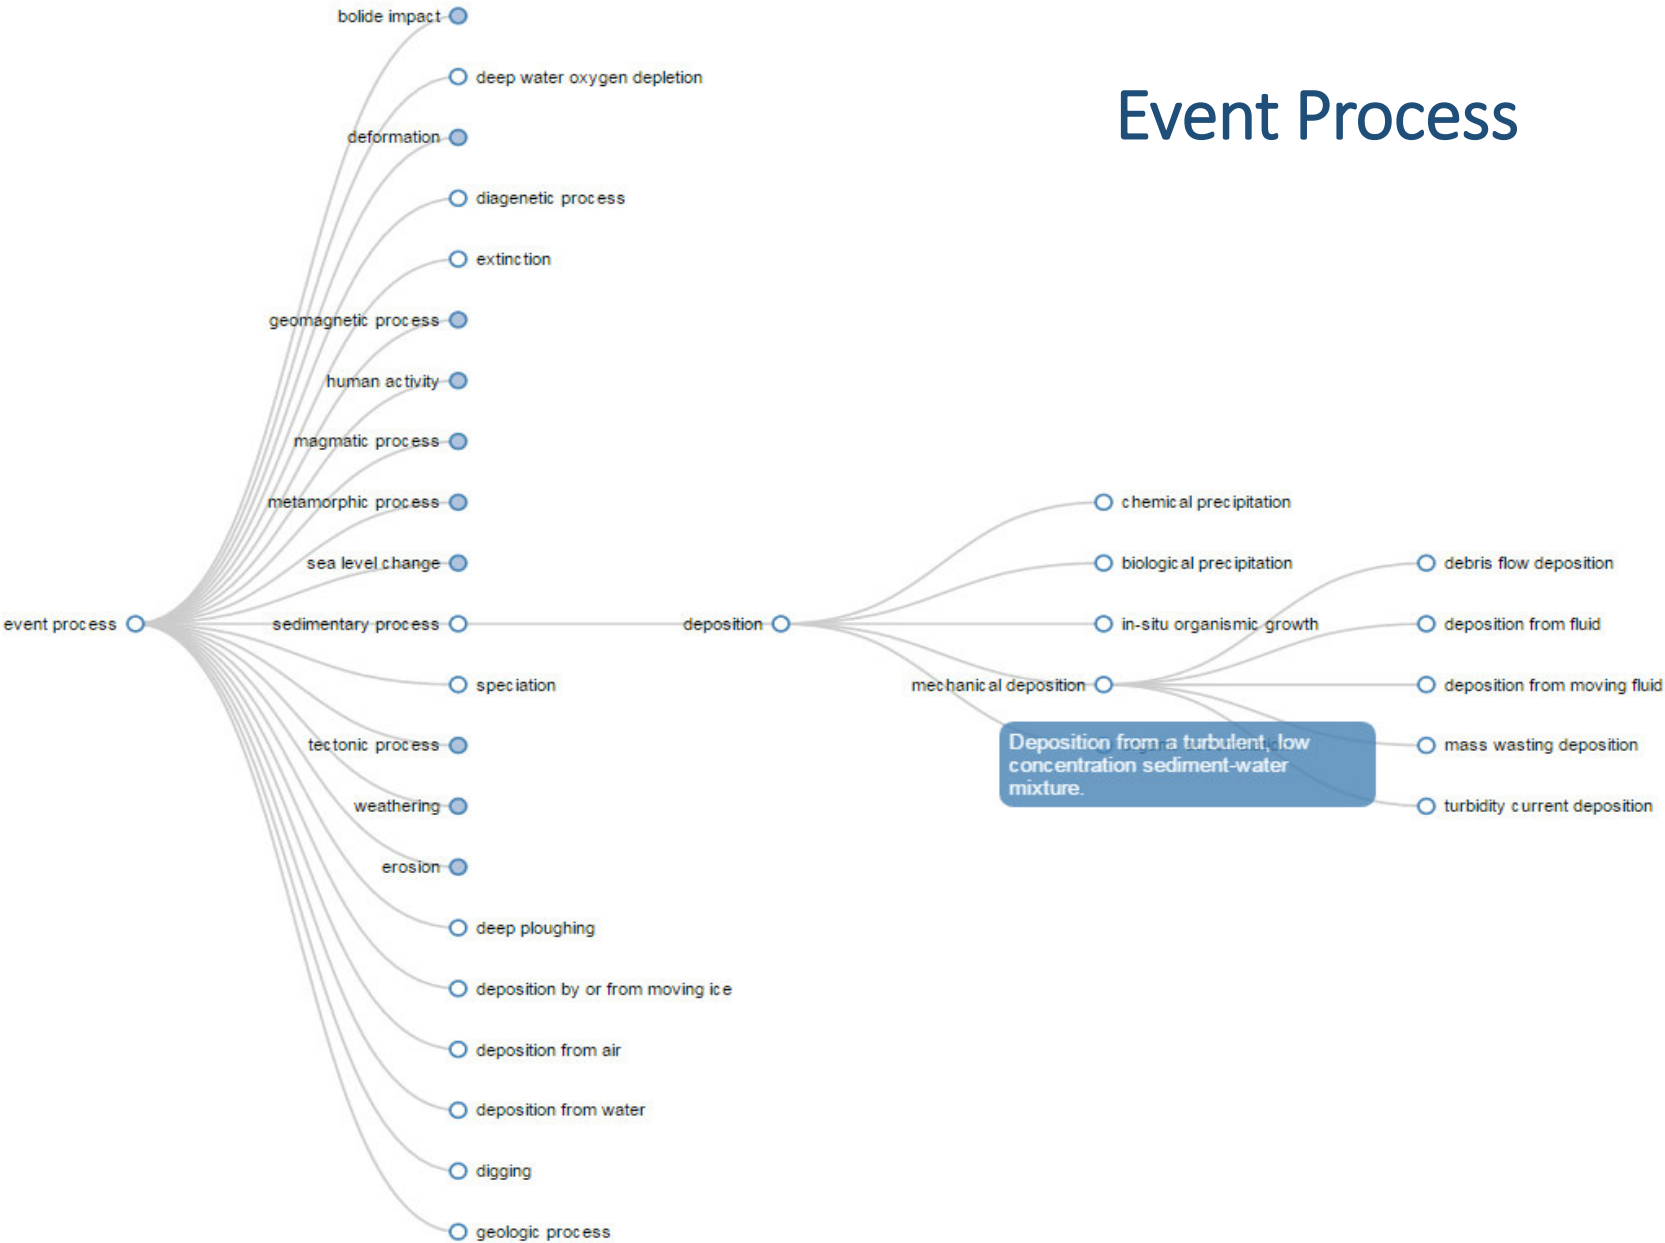 Event Process
bolide impact
deep water oxygen depletion
deformation
diagenetic process
extinction
geomagnetic process
human activity
magmatic process
metamorphic process
chemical precipitation
sea level change
biological precipitation
debris flow deposition
event process
sedimentary process
deposition
in-situ organismic growth
deposition from fluid
speciation
mechanical deposition
deposition from moving fluid
tectonic process
Deposition from a turbulent, low
concentration sediment-water
mixture.
mass wasting deposition
weathering
turbidity current deposition
erosion
deep ploughing
deposition by or from moving ice
deposition from air
deposition from water
digging
geologic process